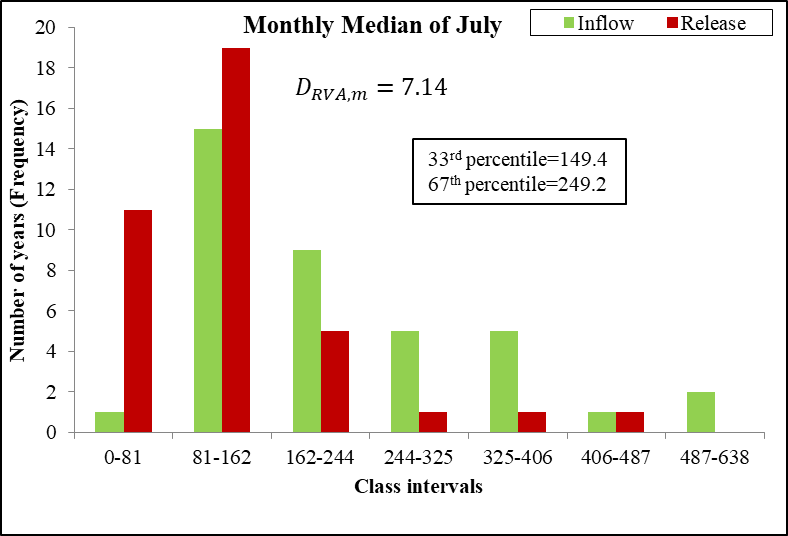 Monthly Median of July
Inflow Release
D_RVA,m = 7.14
33rd percentile=149.4
67th percentile=249.2
Number of years (Frequency)
20
18
16
14
12
10
8
6
4
2
0
0-81 81-162 162-244 244-325 325-406 406-487 487-638
Class intervals